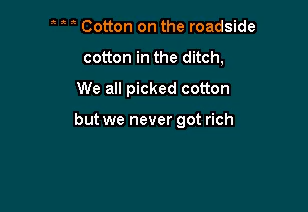 * * * Cotton on the roadside
cotton in the ditch,
We all picked cotton
but we never got rich